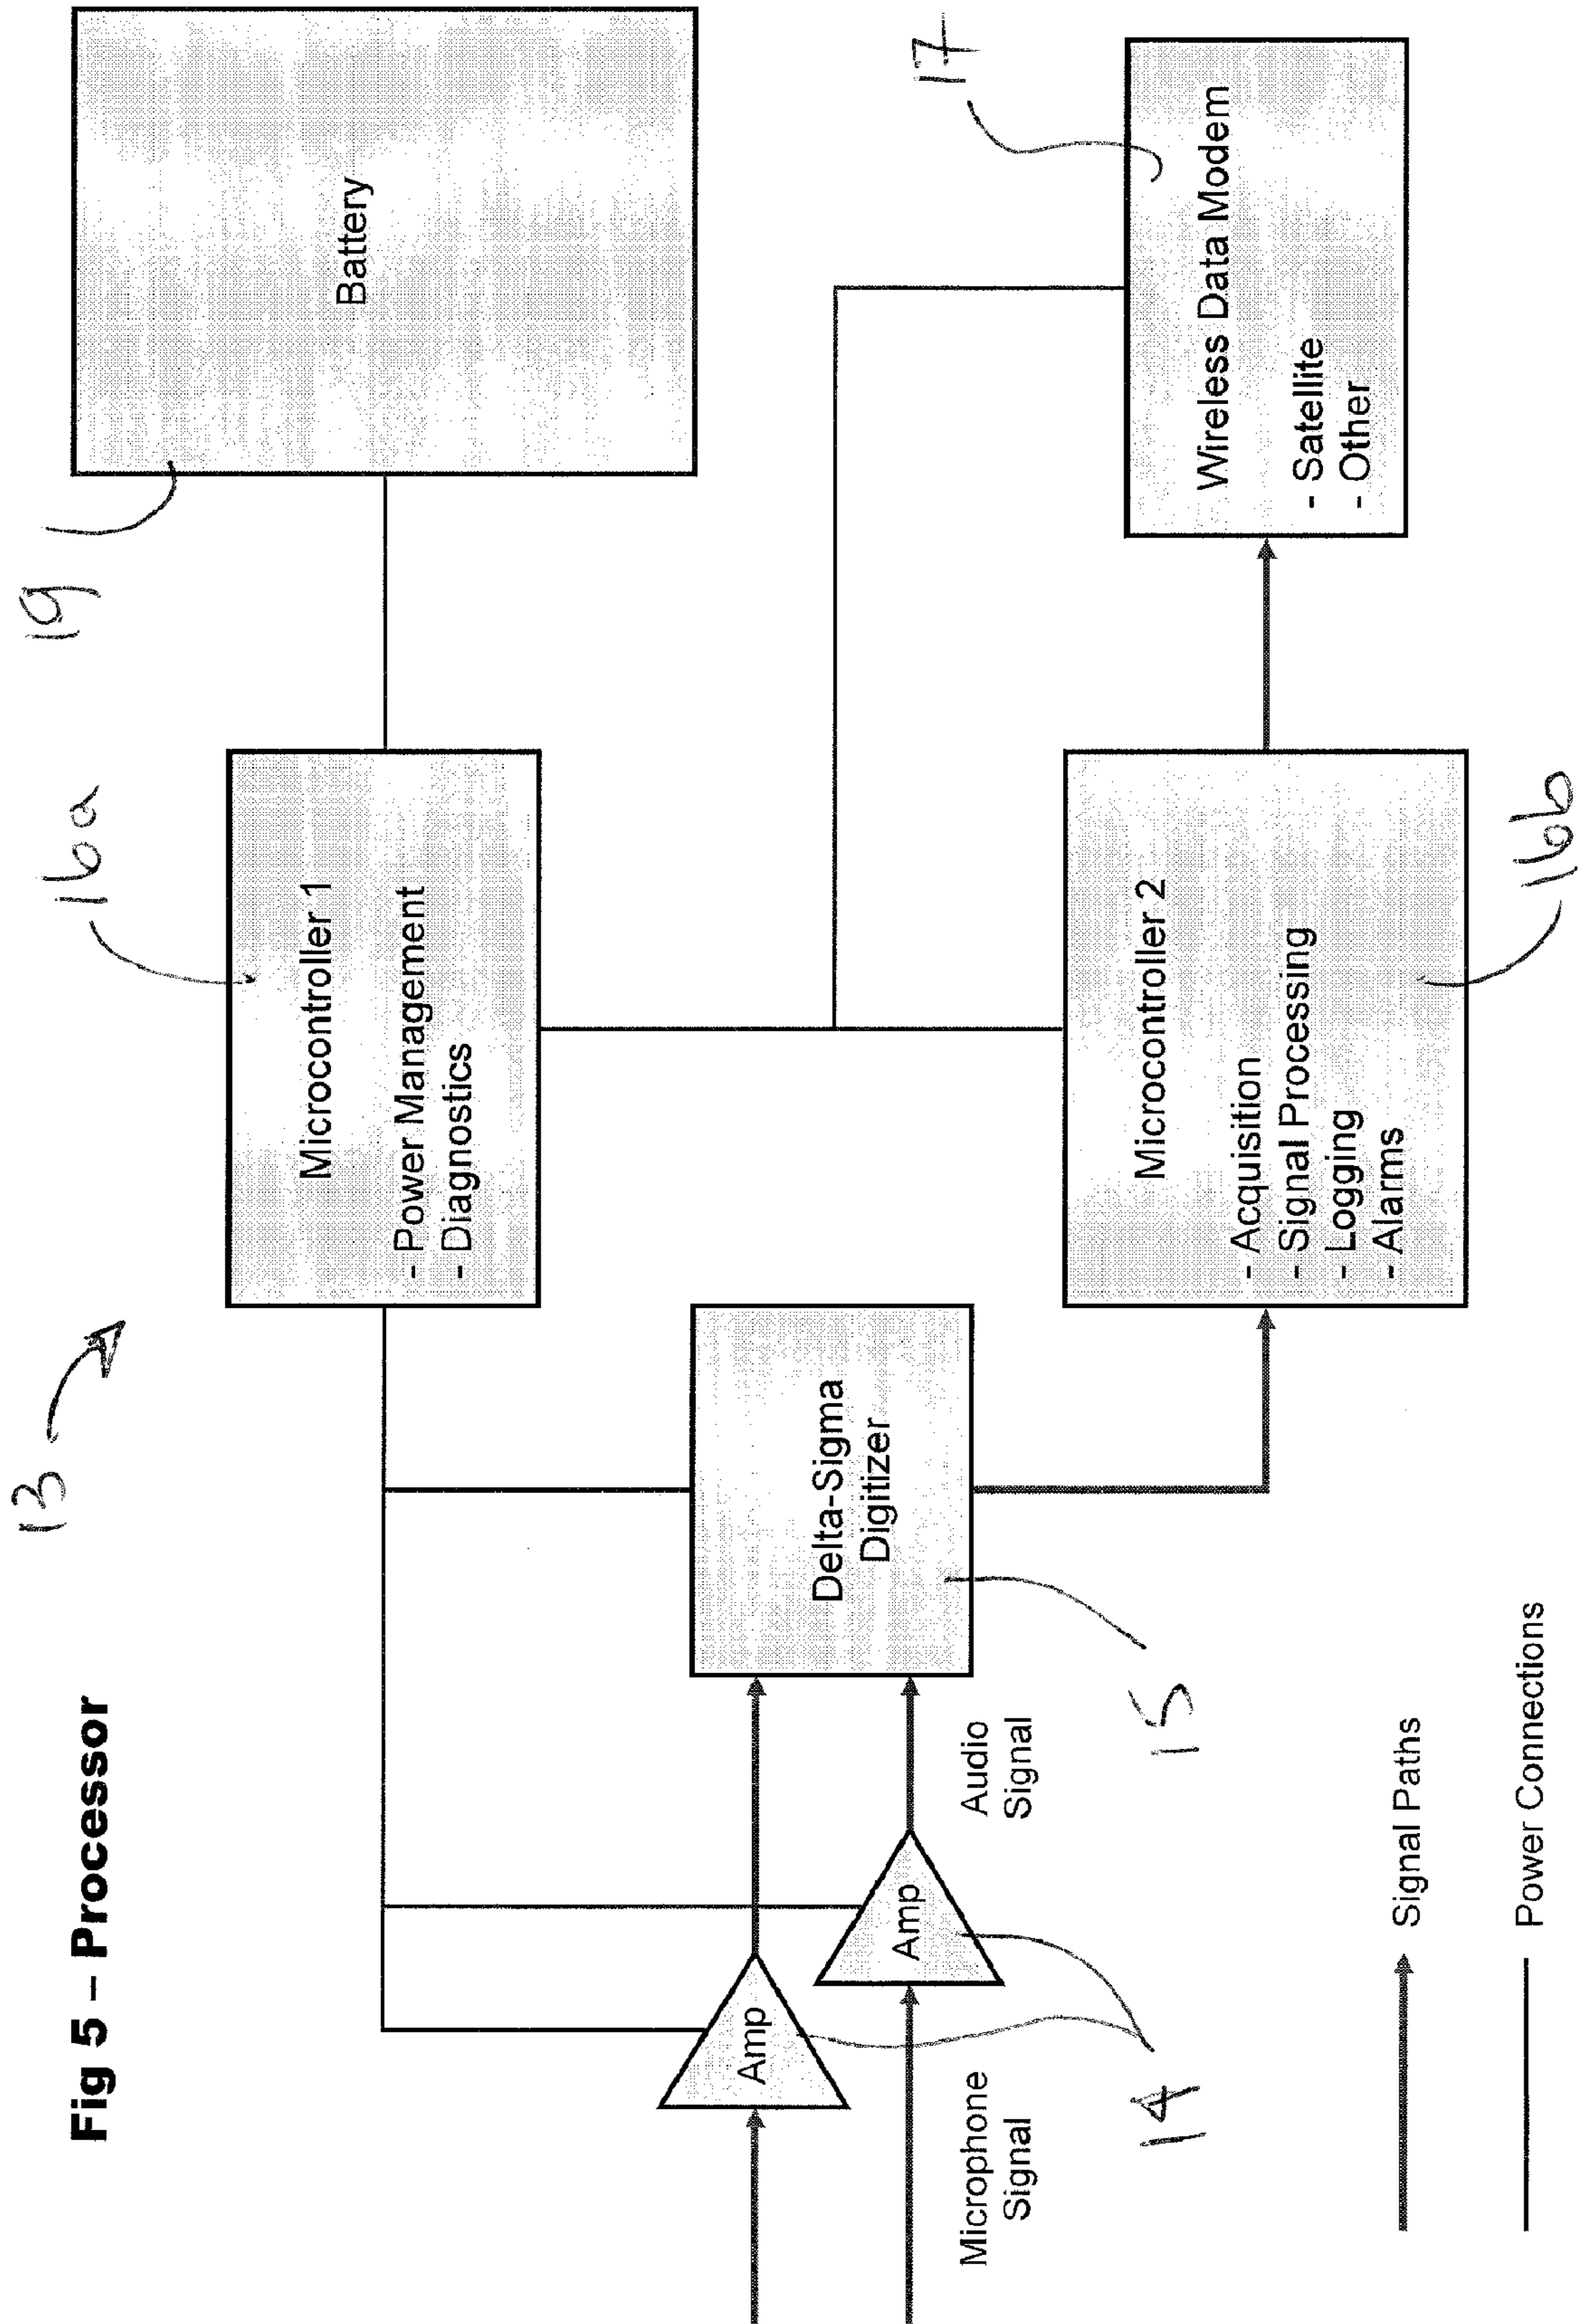 Fig 5 – Processor
13
16a
19
Microcontroller 1
- Power Management
- Diagnostics
Battery
Amp
Amp
Delta-Sigma
Digitizer
Microphone
Signal
Audio
Signal
14
15
Microcontroller 2
- Acquisition
- Signal Processing
- Logging
- Alarms
16b
17
Wireless Data Modem
- Satellite
- Other
Signal Paths
Power Connections